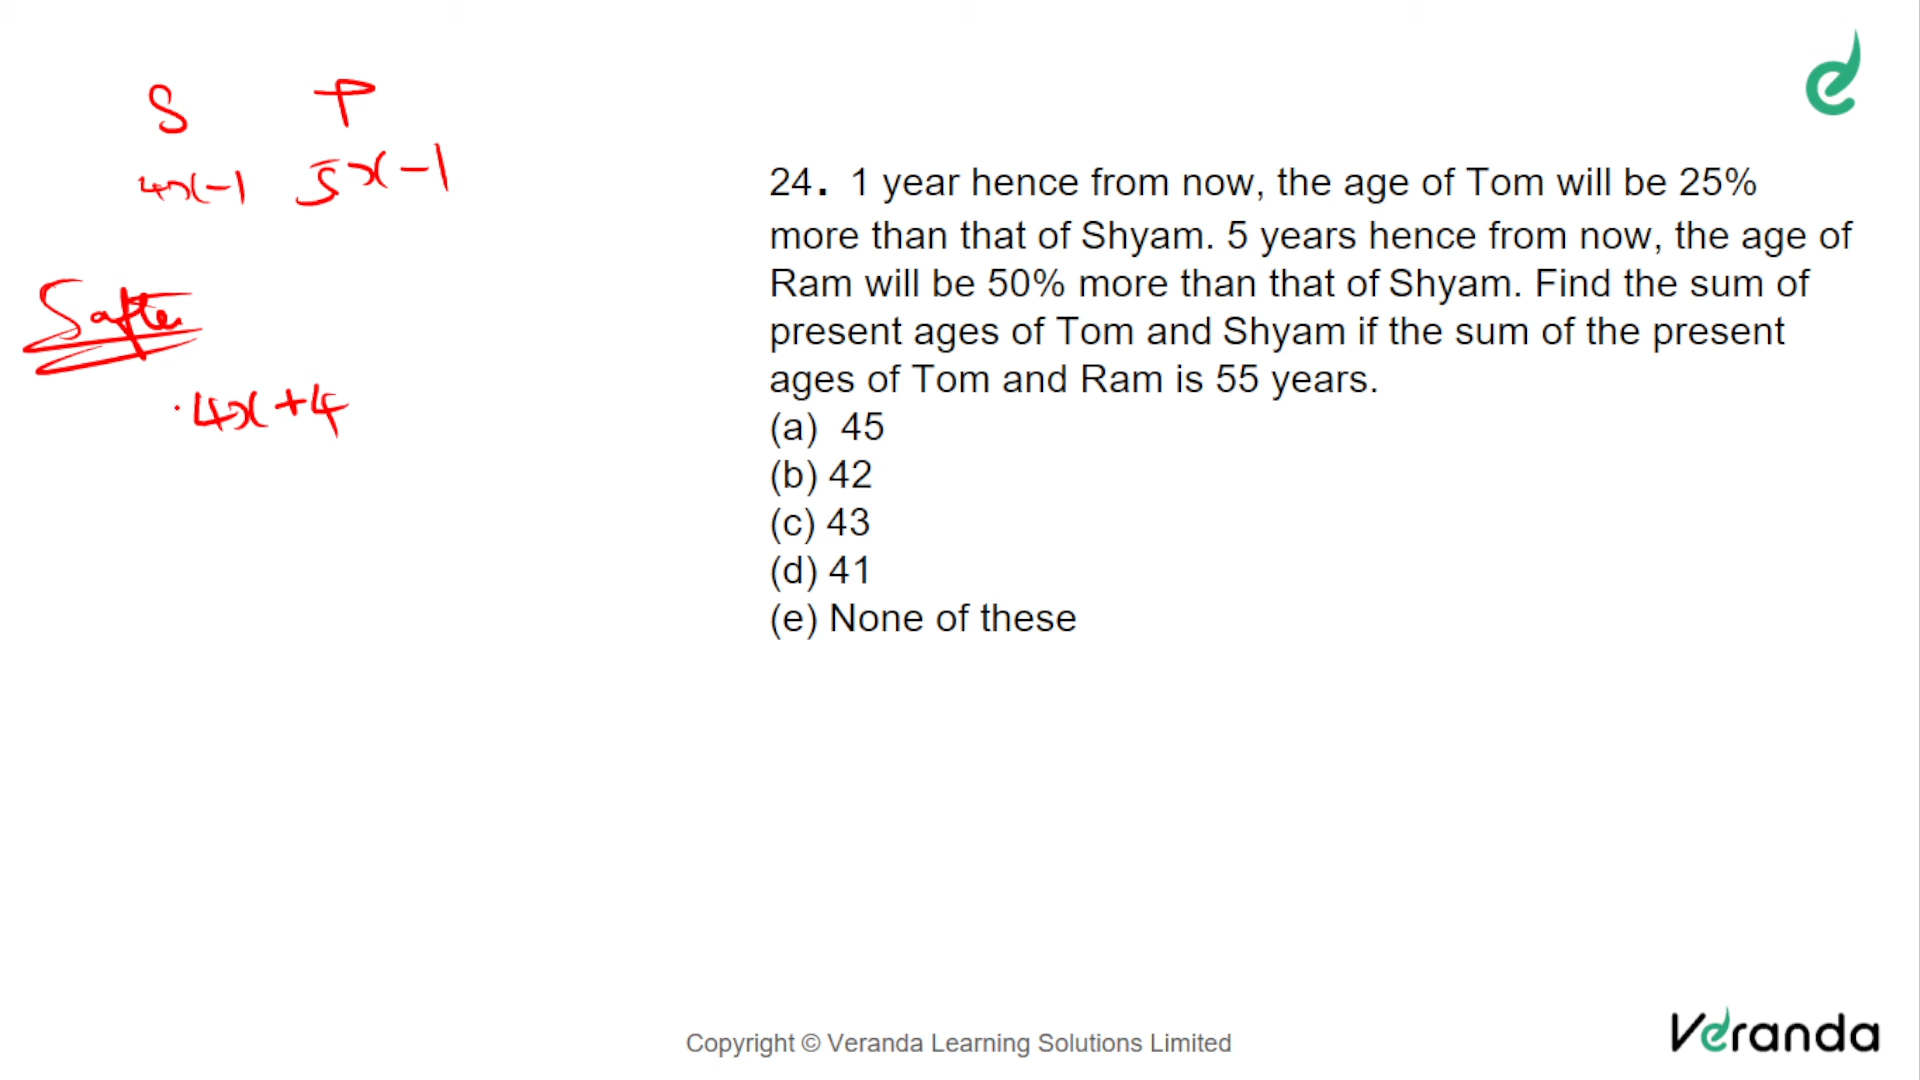 S T
4x-1 5x-1
5 after
4x+4
24. 1 year hence from now, the age of Tom will be 25%
more than that of Shyam. 5 years hence from now, the age of
Ram will be 50% more than that of Shyam. Find the sum of
present ages of Tom and Shyam if the sum of the present
ages of Tom and Ram is 55 years.
(a) 45
(b) 42
(c) 43
(d) 41
(e) None of these
Copyright © Veranda Learning Solutions Limited
Veranda